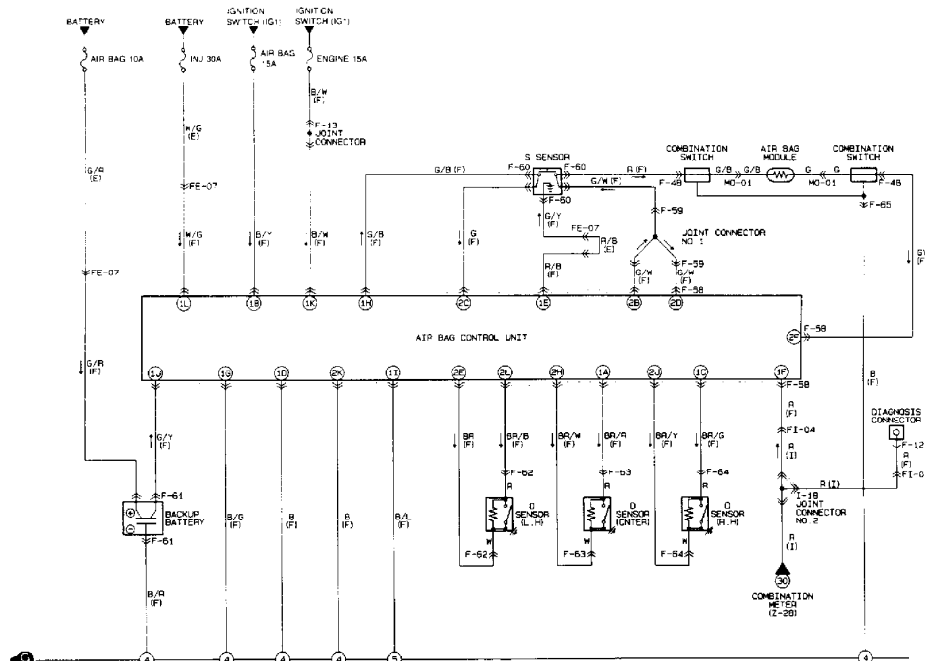 BATTERY
BATTERY
IGNITION SWITCH (IG1)
IGNITION SWITCH (IG1)
AIR BAG 10A
INJ 30A
AIR BAG 15A
ENGINE 15A
B/W (F)
F-13
JOINT CONNECTOR
W/G (E)
G/R (E)
FE-07
W/G (F)
B/Y (F)
B/W (F)
G/B (F)
FE-07
G/B (F)
F-60
S SENSOR
F-60
R (F)
G/W (F)
F-60
G/Y (F)
FE-07
R/B (E)
R/B (F)
G (F)
F-59
JOINT CONNECTOR NO.1
F-59
G/W (F)
G/W (F)
F-58
COMBINATION SWITCH
AIR BAG MODULE
COMBINATION SWITCH
F-48
G/B
MO-01
G/B
G
MO-01
G
F-48
F-65
1L
1B
1K
1H
2C
1E
2B
2D
AIR BAG CONTROL UNIT
2F
F-58
1J
1G
1D
2K
1I
2E
2L
2H
1A
2J
1C
1F
F-58
G/R (F)
G/Y (F)
F-61
BACKUP BATTERY
F-61
B/R (F)
B/G (F)
B (F)
B (F)
B/L (F)
BR (F)
BR/B (F)
BR/W (F)
BR/R (F)
BR/Y (F)
BR/G (F)
F-62
F-63
F-64
R
R
R
D SENSOR (L.H)
D SENSOR (CNTER)
D SENSOR (R.H)
W
W
W
F-62
F-63
F-64
R (F)
FI-04
R (I)
R (I)
I-18
JOINT CONNECTOR NO.2
R (I)
30
COMBINATION METER (Z-28)
B (F)
DIAGNOSIS CONNECTOR
F-12
R (F)
4
4
4
4
5
4